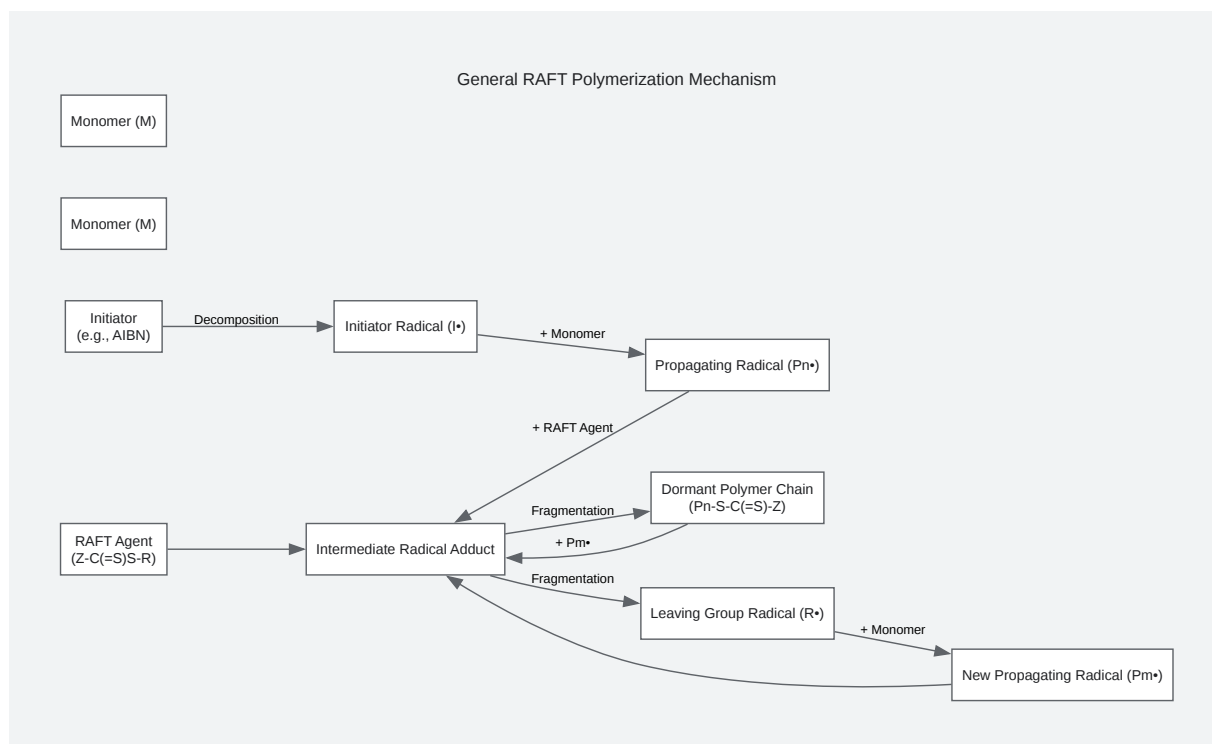 General RAFT Polymerization Mechanism
Monomer (M)
Monomer (M)
Initiator
(e.g., AIBN)
Decomposition
Initiator Radical (I•)
+ Monomer
Propagating Radical (Pn•)
+ RAFT Agent
Dormant Polymer Chain
(Pn-S-C(=S)-Z)
Fragmentation
RAFT Agent
(Z-C(=S)S-R)
Intermediate Radical Adduct
+ Pm•
Fragmentation
Leaving Group Radical (R•)
+ Monomer
New Propagating Radical (Pm•)